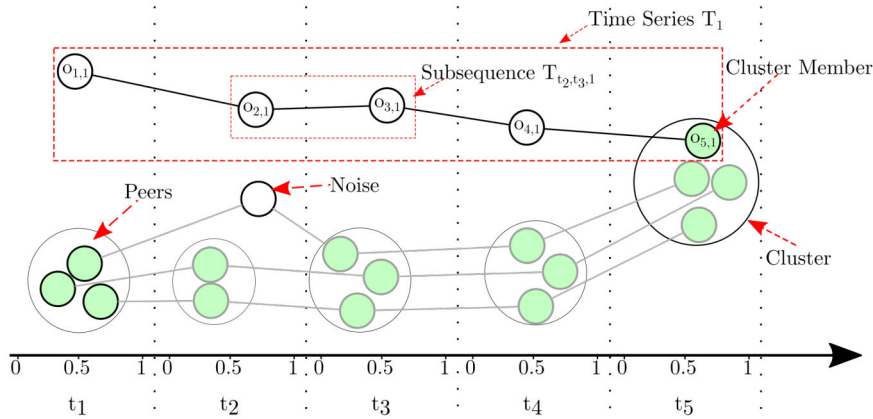 Time Series T₁
Subsequence T_{t₂,t₃,1}
Cluster Member
o₁,₁
o₂,₁
o₃,₁
o₄,₁
o₅,₁
Peers
Noise
Cluster
0 0.5 1 0 0.5 1 0 0.5 1 0 0.5 1 0 0.5 1
t₁ t₂ t₃ t₄ t₅